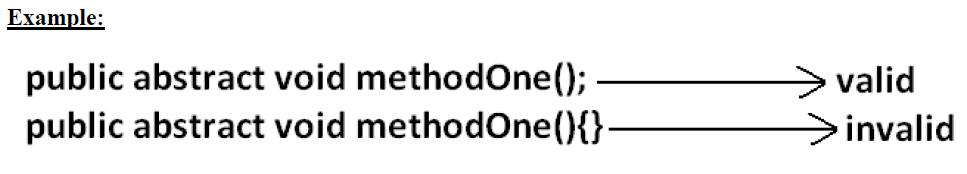 Example:
public abstract void methodOne(); valid
public abstract void methodOne(){} invalid